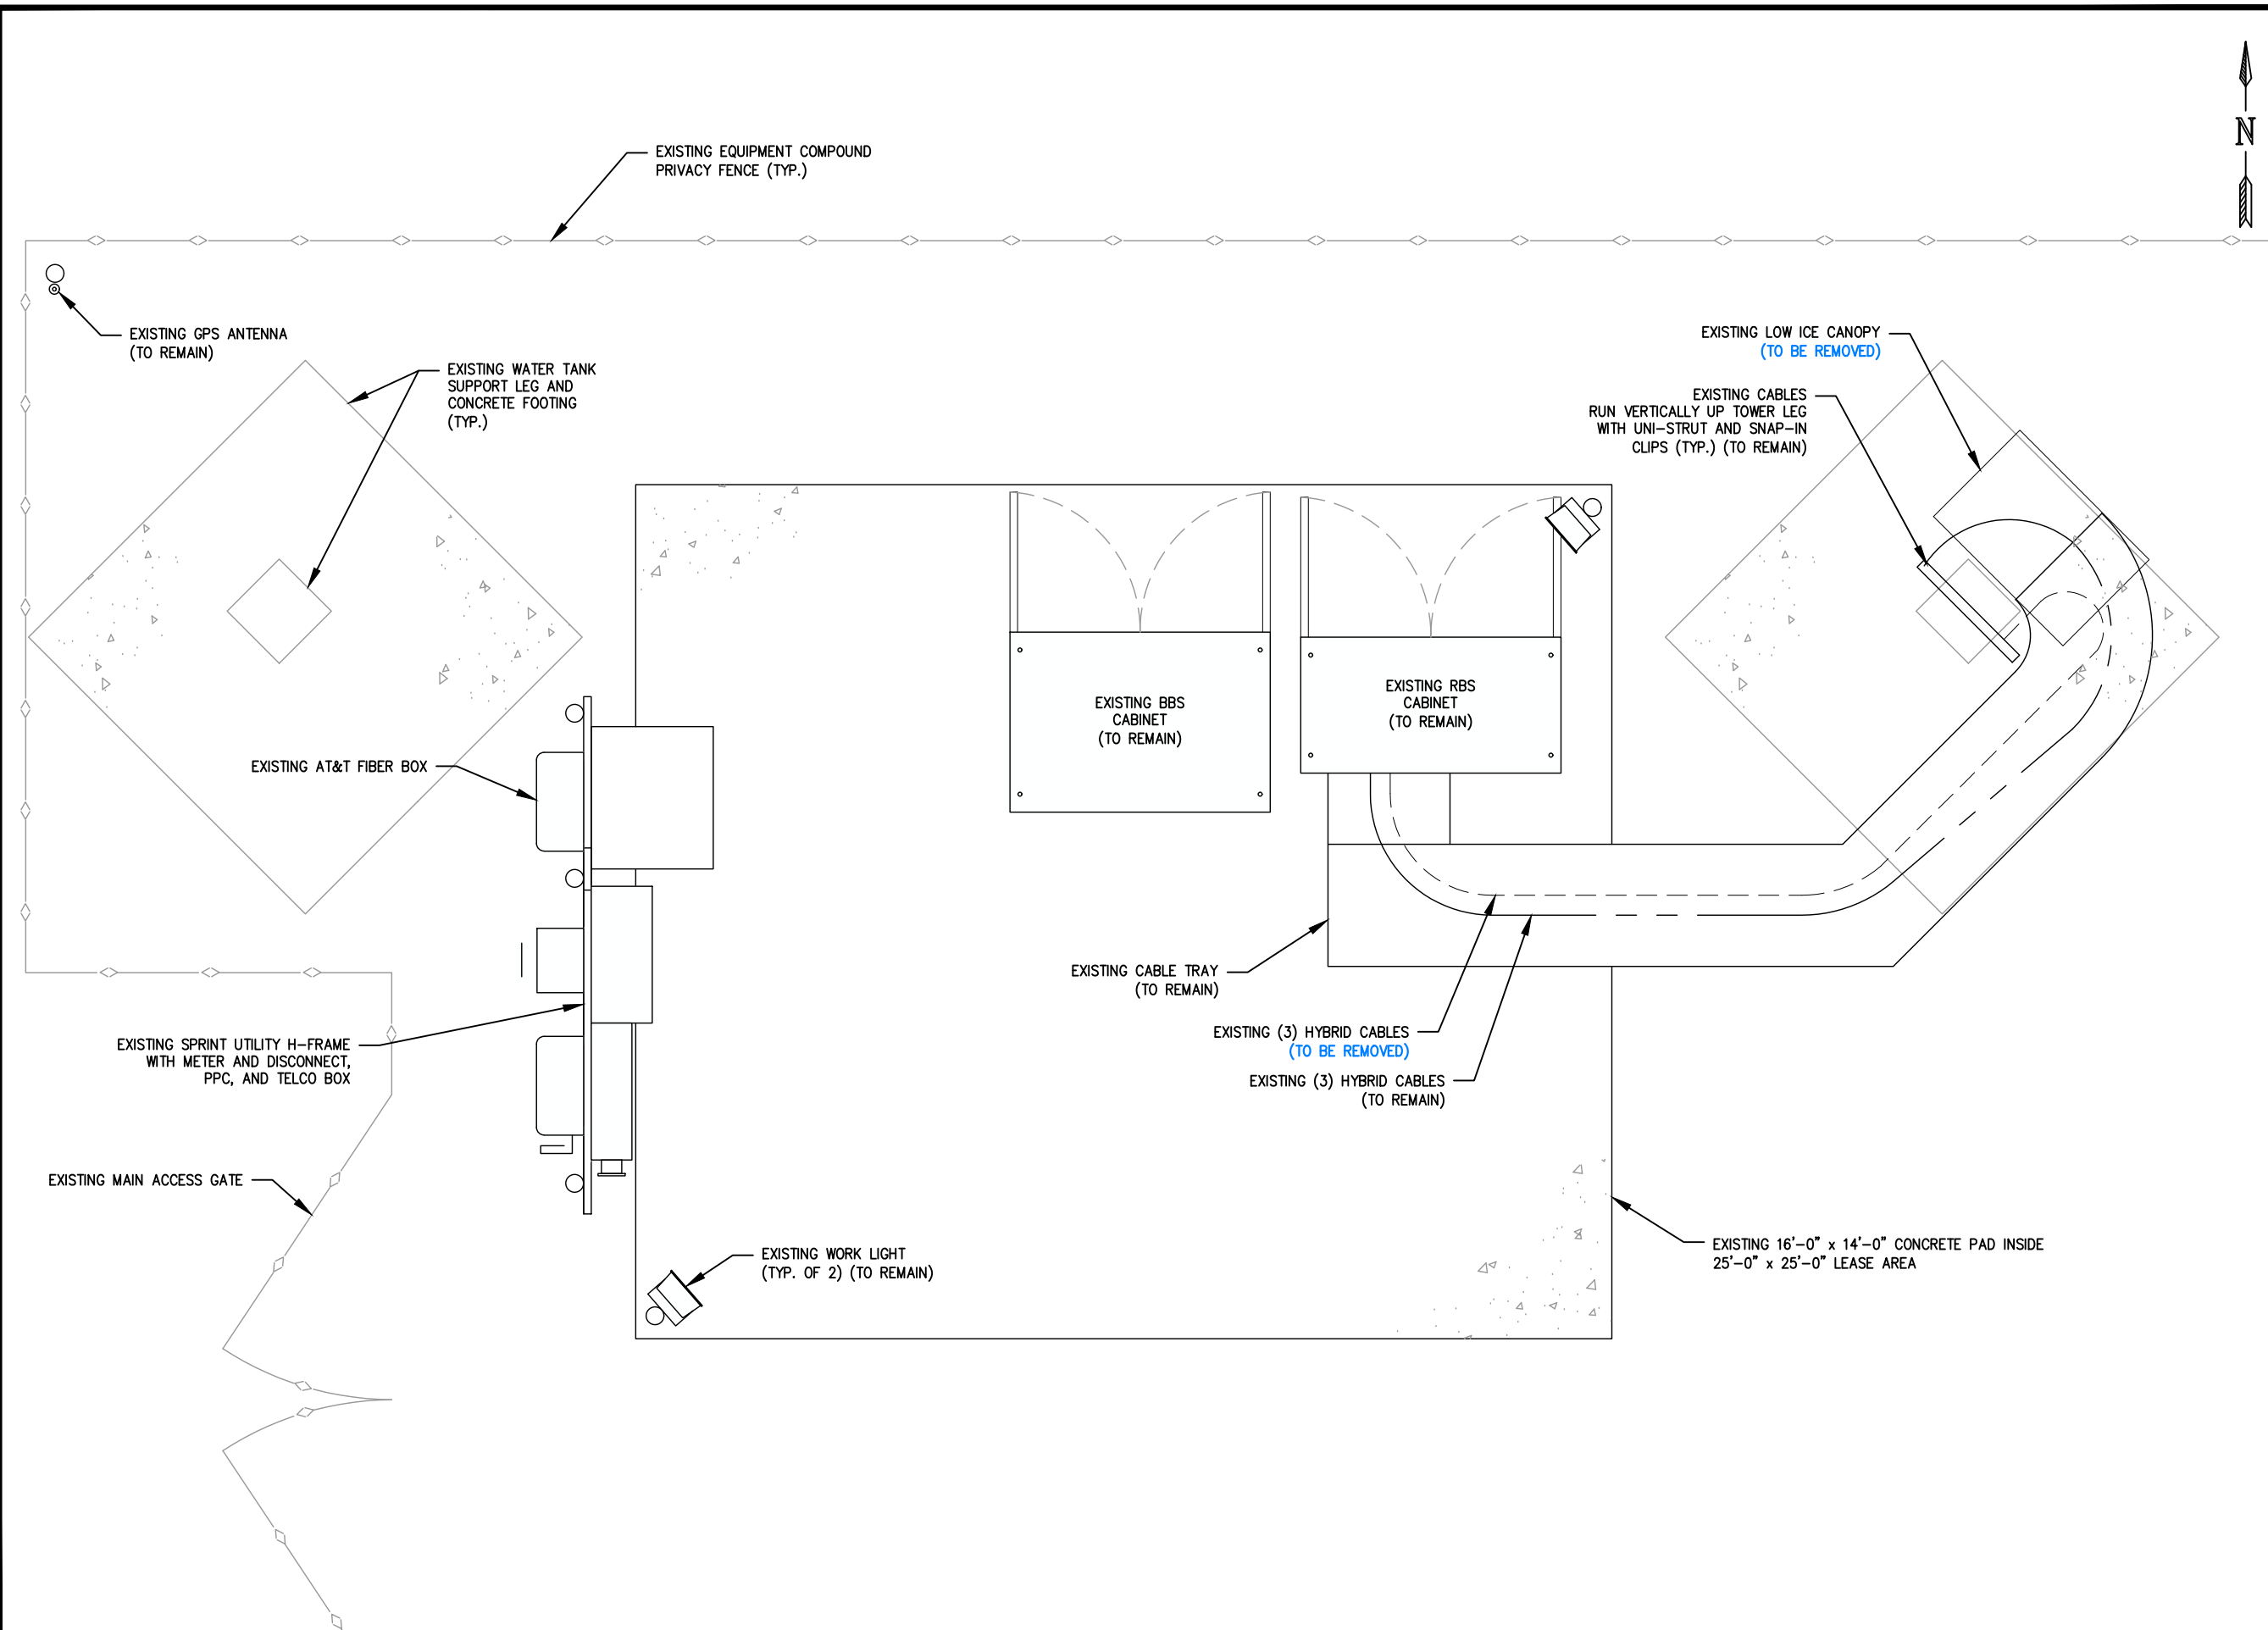 N
EXISTING EQUIPMENT COMPOUND
PRIVACY FENCE (TYP.)
EXISTING GPS ANTENNA
(TO REMAIN)
EXISTING WATER TANK
SUPPORT LEG AND
CONCRETE FOOTING
(TYP.)
EXISTING LOW ICE CANOPY
(TO BE REMOVED)
EXISTING CABLES
RUN VERTICALLY UP TOWER LEG
WITH UNI-STRUT AND SNAP-IN
CLIPS (TYP.) (TO REMAIN)
EXISTING BBS
CABINET
(TO REMAIN)
EXISTING RBS
CABINET
(TO REMAIN)
EXISTING AT&T FIBER BOX
EXISTING CABLE TRAY
(TO REMAIN)
EXISTING (3) HYBRID CABLES
(TO BE REMOVED)
EXISTING (3) HYBRID CABLES
(TO REMAIN)
EXISTING SPRINT UTILITY H-FRAME
WITH METER AND DISCONNECT,
PPC, AND TELCO BOX
EXISTING MAIN ACCESS GATE
EXISTING WORK LIGHT
(TYP. OF 2) (TO REMAIN)
EXISTING 16'-0" x 14'-0" CONCRETE PAD INSIDE
25'-0" x 25'-0" LEASE AREA